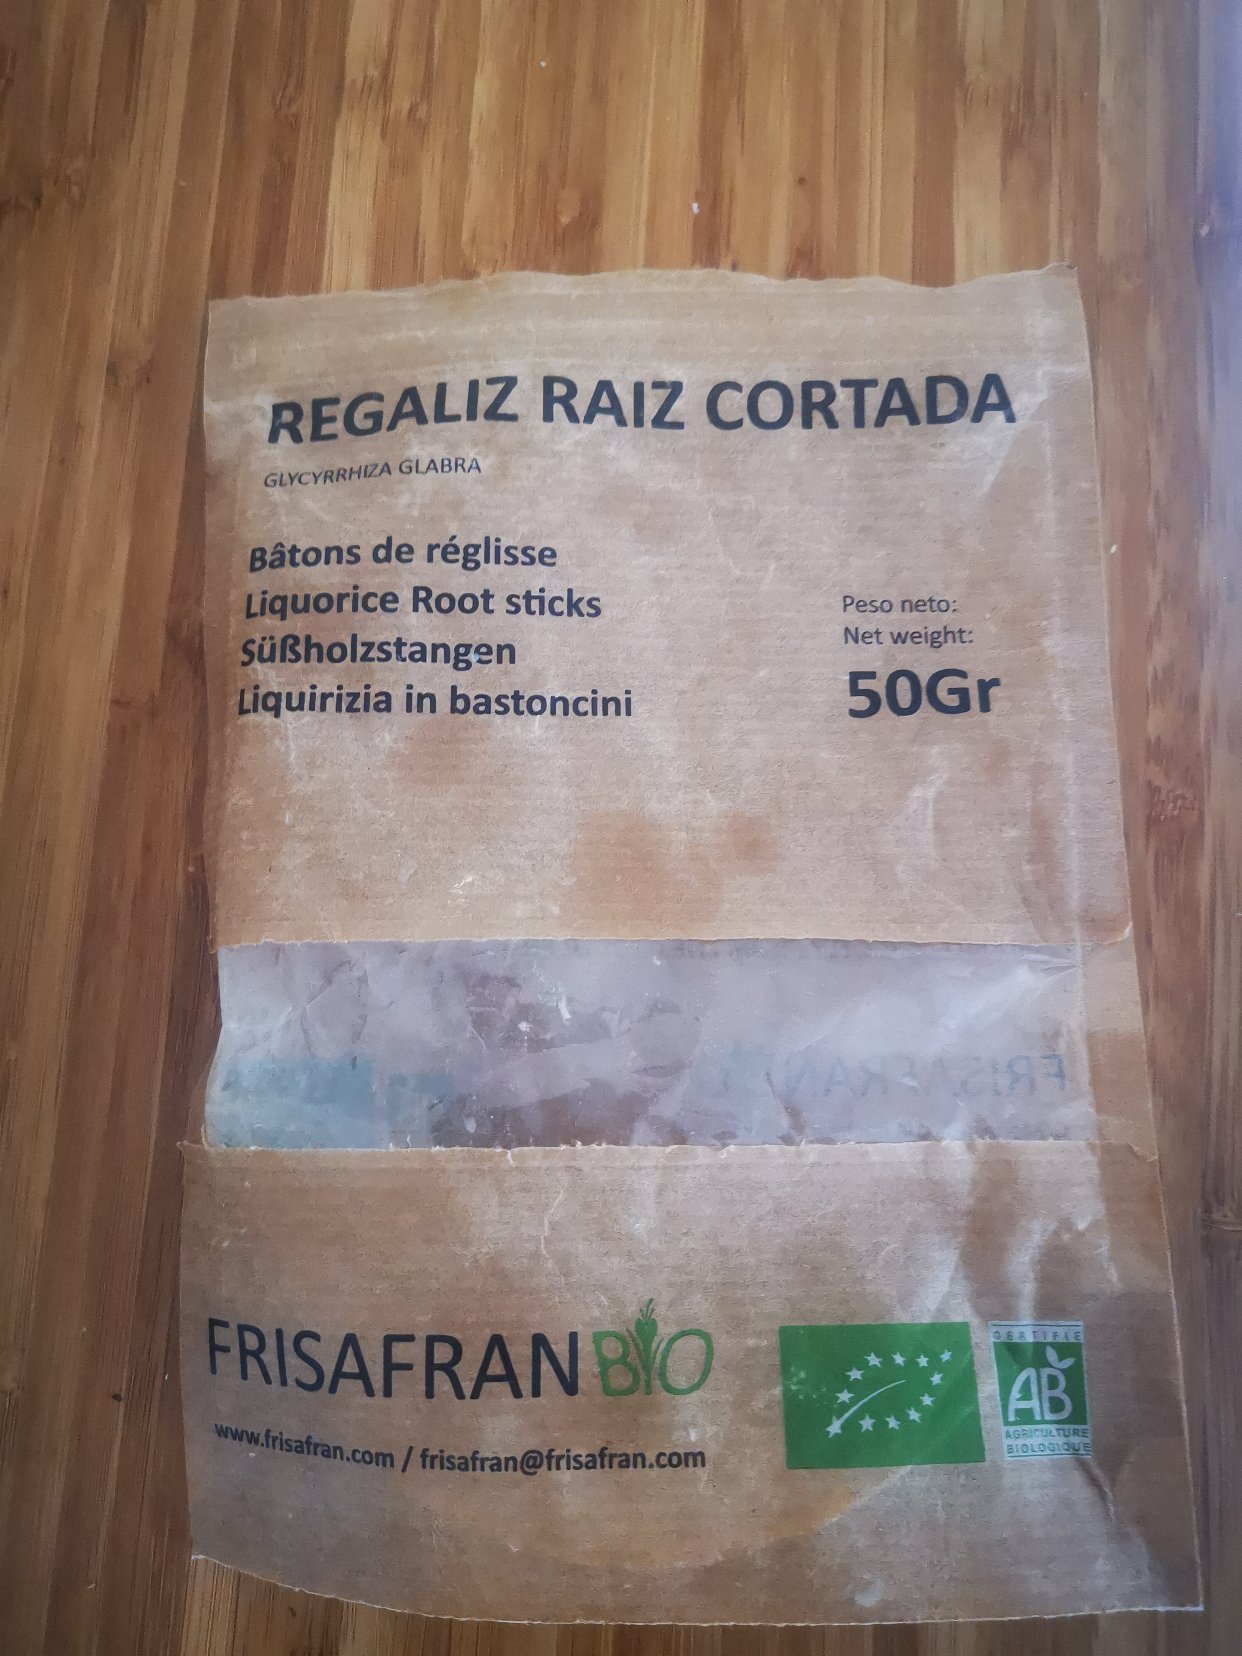 REGALIZ RAIZ CORTADA
GLYCYRRHIZA GLABRA
Bâtons de réglisse
Liquorice Root sticks
Süßholzstangen
Liquirizia in bastoncini
Peso neto:
Net weight:
50Gr
FRISAFRAN
FRISAFRAN BIO
www.frisafran.com / frisafran@frisafran.com
CERTIFIÉ
AB
AGRICULTURE
BIOLOGIQUE